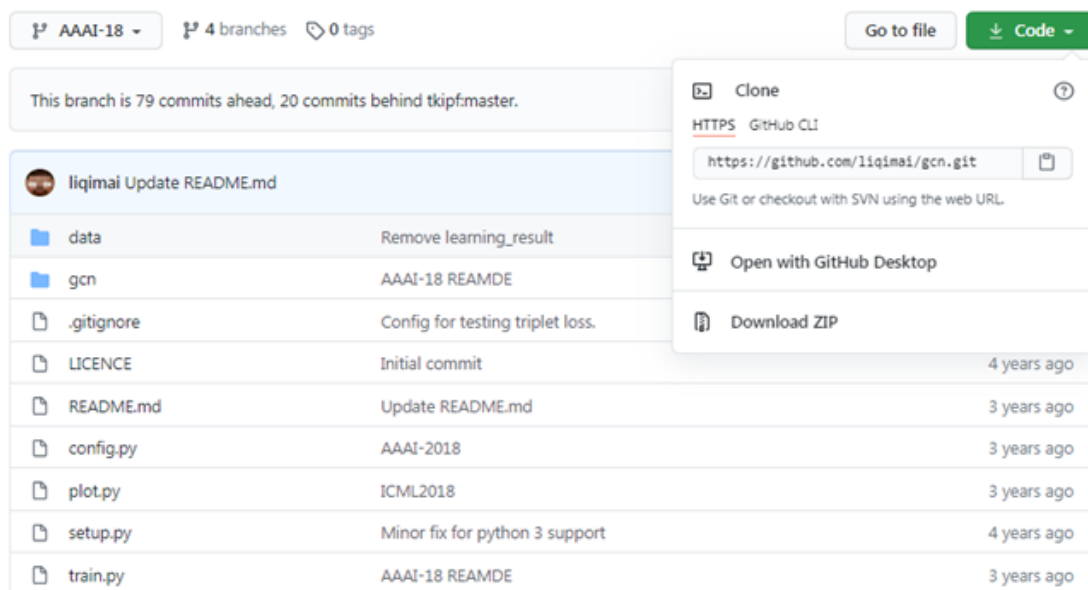 AAAI-18 4 branches 0 tags Go to file Code
This branch is 79 commits ahead, 20 commits behind tkipf:master.
Clone
HTTPS GitHub CLI
https://github.com/liqimai/gcn.git
Use Git or checkout with SVN using the web URL.
Open with GitHub Desktop
Download ZIP
liqimai Update README.md
data Remove learning_result
gcn AAAI-18 REAMDE
.gitignore Config for testing triplet loss.
LICENCE Initial commit 4 years ago
README.md Update README.md 3 years ago
config.py AAAI-2018 3 years ago
plot.py ICML2018 3 years ago
setup.py Minor fix for python 3 support 4 years ago
train.py AAAI-18 REAMDE 3 years ago